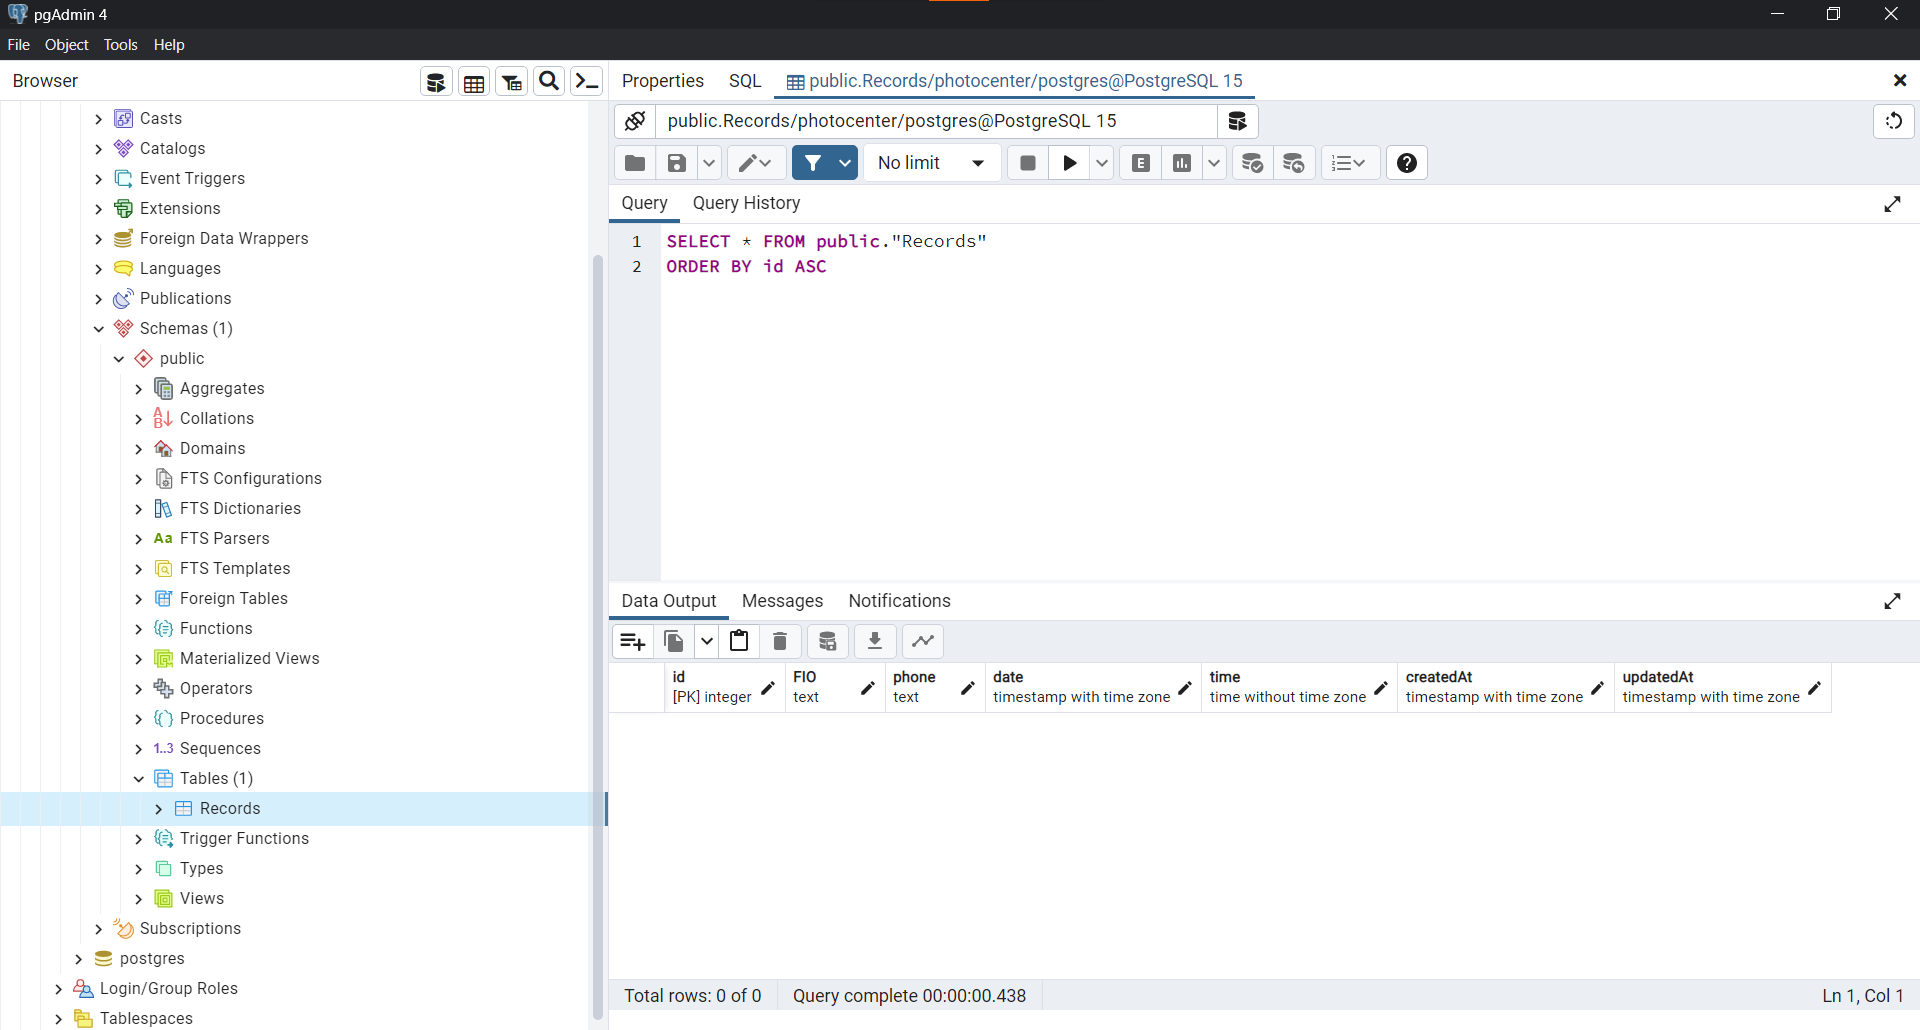 pgAdmin 4
File Object Tools Help
Browser
Casts
Catalogs
Event Triggers
Extensions
Foreign Data Wrappers
Languages
Publications
Schemas (1)
public
Aggregates
Collations
Domains
FTS Configurations
FTS Dictionaries
Aa FTS Parsers
FTS Templates
Foreign Tables
Functions
Materialized Views
Operators
Procedures
1..3 Sequences
Tables (1)
Records
Trigger Functions
Types
Views
Subscriptions
postgres
Login/Group Roles
Tablespaces
Properties SQL public.Records/photocenter/postgres@PostgreSQL 15
public.Records/photocenter/postgres@PostgreSQL 15
No limit E
Query Query History
1 SELECT * FROM public."Records"
2 ORDER BY id ASC
Data Output Messages Notifications
id FIO phone date time createdAt updatedAt
[PK] integer text text timestamp with time zone time without time zone timestamp with time zone timestamp with time zone
Total rows: 0 of 0 Query complete 00:00:00.438 Ln 1, Col 1